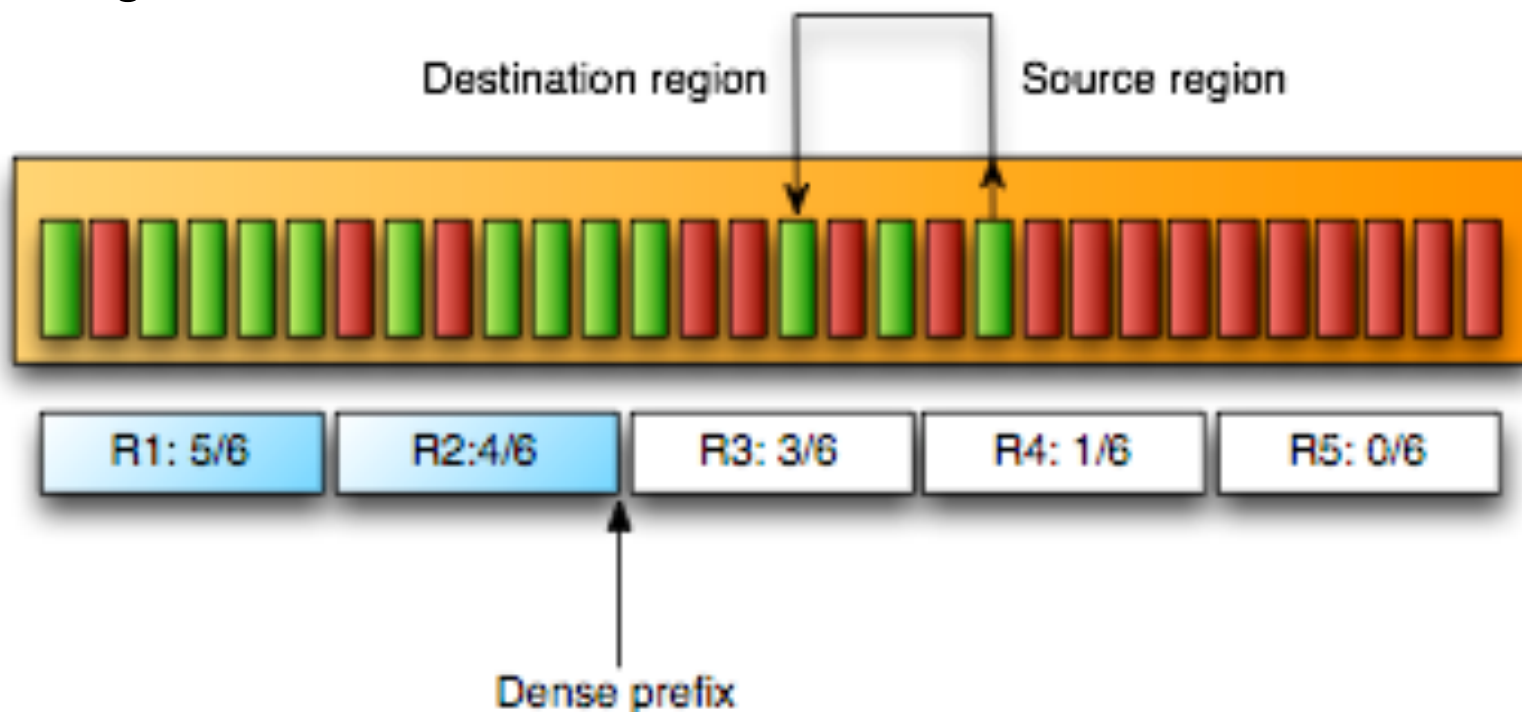 Destination region
Source region
R1: 5/6
R2:4/6
R3: 3/6
R4: 1/6
R5: 0/6
Dense prefix